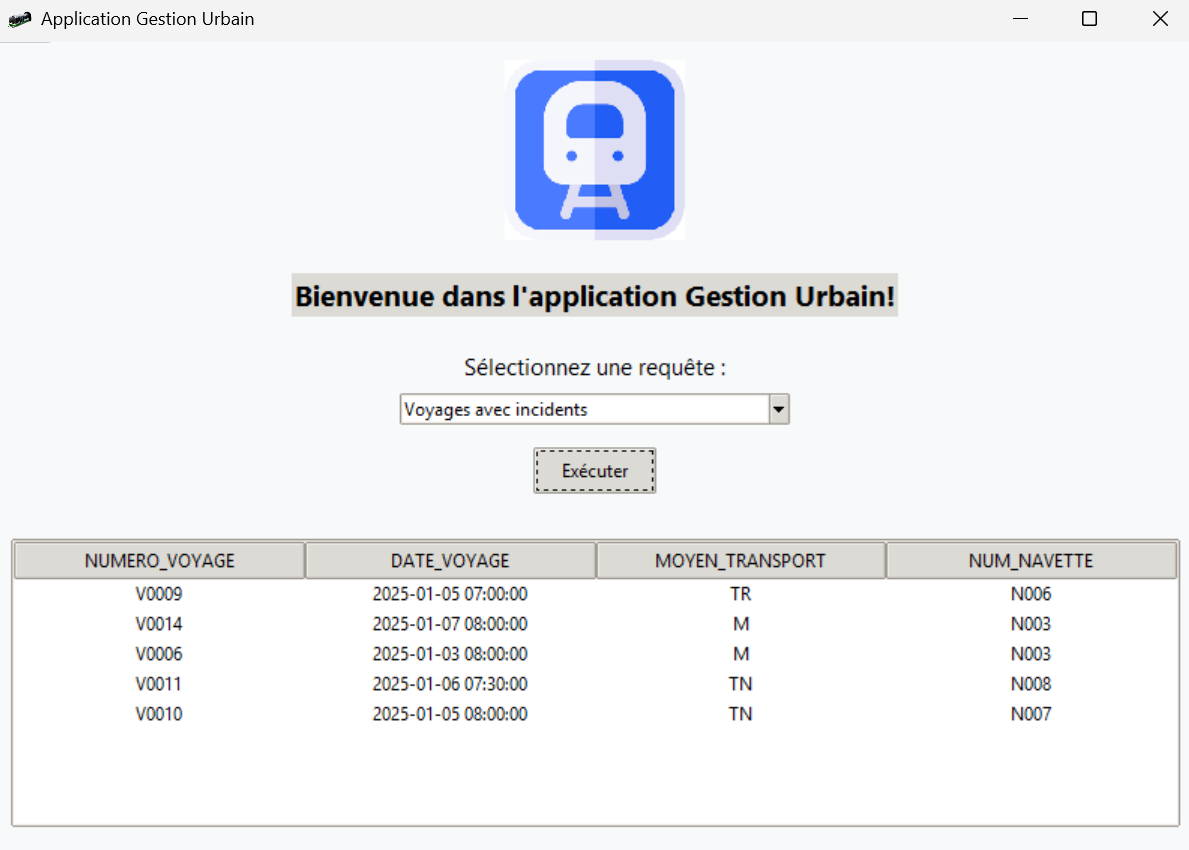 Application Gestion Urbain
Bienvenue dans l'application Gestion Urbain!
Sélectionnez une requête :
Voyages avec incidents
Exécuter
NUMERO_VOYAGE DATE_VOYAGE MOYEN_TRANSPORT NUM_NAVETTE
V0009 2025-01-05 07:00:00 TR N006
V0014 2025-01-07 08:00:00 M N003
V0006 2025-01-03 08:00:00 M N003
V0011 2025-01-06 07:30:00 TN N008
V0010 2025-01-05 08:00:00 TN N007